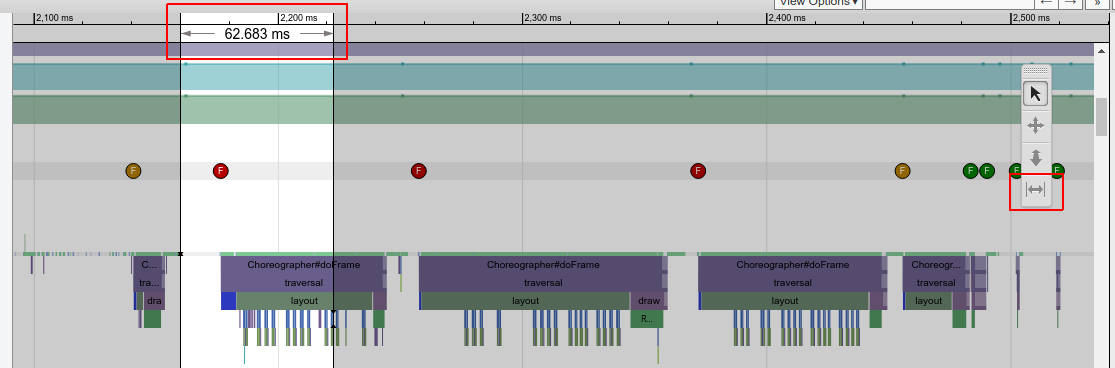 View Options▾ ← → »
2,100 ms 2,200 ms 2,300 ms 2,400 ms 2,500 ms
62.683 ms
F F F F F F F F F
C... Choreographer#doFrame Choreographer#doFrame Choreographer#doFrame Choreogr...
tra... traversal traversal traversal traversal
dra layout layout draw layout layout
R...